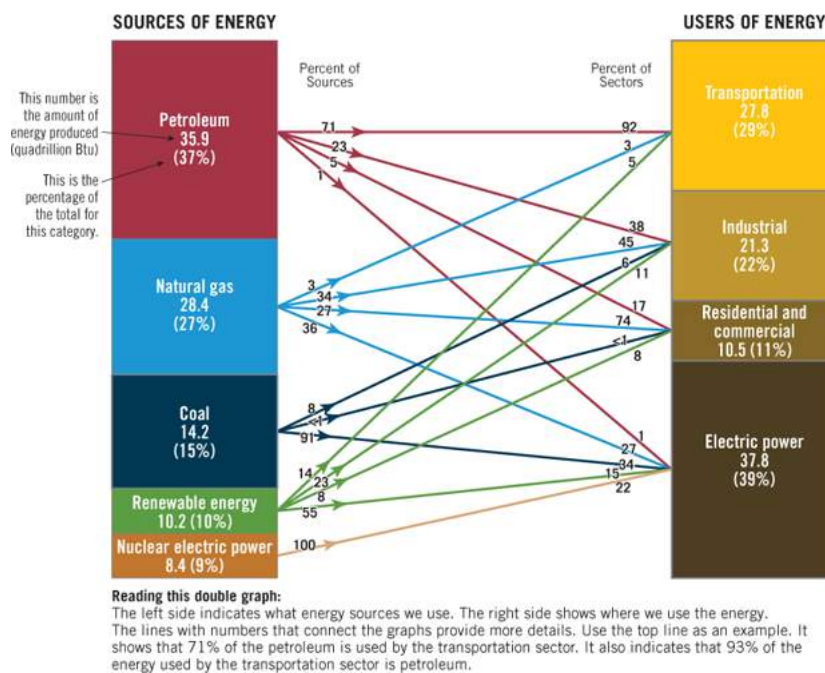 SOURCES OF ENERGY
USERS OF ENERGY
Percent of
Sources
Percent of
Sectors
This number is
the amount of
energy produced
(quadrillion Btu)
This is the
percentage of
the total for
this category.
Petroleum
35.9
(37%)
Natural gas
28.4
(27%)
Coal
14.2
(15%)
Renewable energy
10.2 (10%)
Nuclear electric power
8.4 (9%)
71
23
5
1
3
34
27
36
8
<1
91
14
23
8
55
100
92
3
5
38
45
6
11
17
74
<1
8
1
27
34
15
22
Transportation
27.8
(29%)
Industrial
21.3
(22%)
Residential and
commercial
10.5 (11%)
Electric power
37.8
(39%)
Reading this double graph:
The left side indicates what energy sources we use. The right side shows where we use the energy.
The lines with numbers that connect the graphs provide more details. Use the top line as an example. It
shows that 71% of the petroleum is used by the transportation sector. It also indicates that 93% of the
energy used by the transportation sector is petroleum.